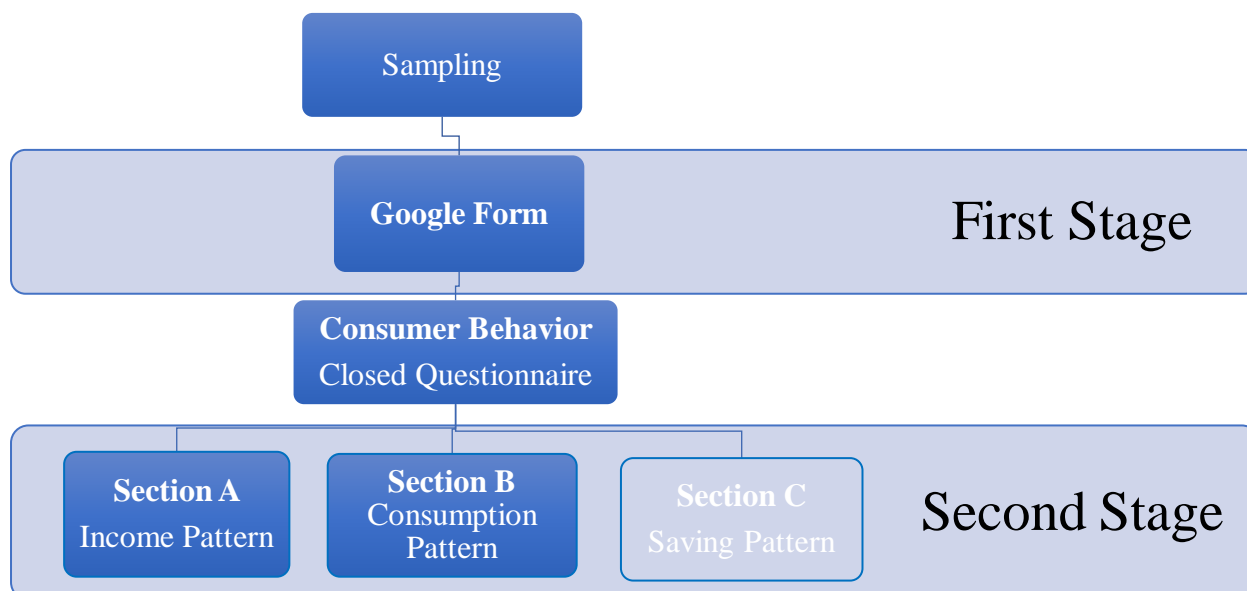 Sampling
Google Form
First Stage
Consumer Behavior
Closed Questionnaire
Section A
Income Pattern
Section B
Consumption
Pattern
Section C
Saving Pattern
Second Stage